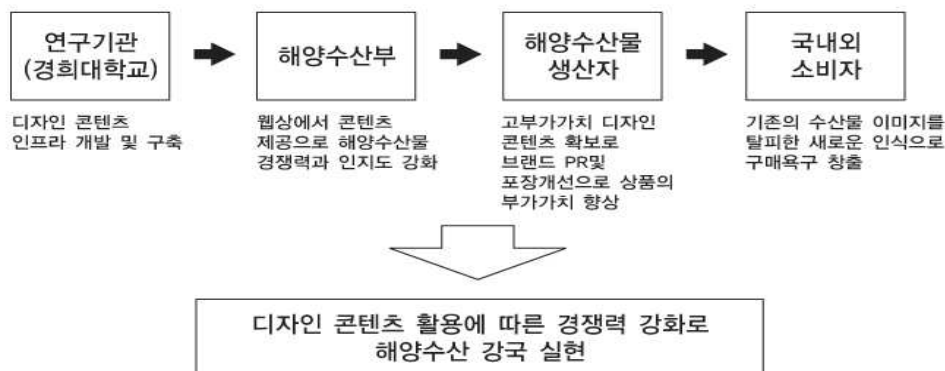 연구기관
(경희대학교)
해양수산부
해양수산물
생산자
국내외
소비자
디자인 콘텐츠
인프라 개발 및 구축
웹상에서 콘텐츠
제공으로 해양수산물
경쟁력과 인지도 강화
고부가가치 디자인
콘텐츠 확보로
브랜드 PR및
포장개선으로 상품의
부가가치 향상
기존의 수산물 이미지를
탈피한 새로운 인식으로
구매욕구 창출
디자인 콘텐츠 활용에 따른 경쟁력 강화로
해양수산 강국 실현